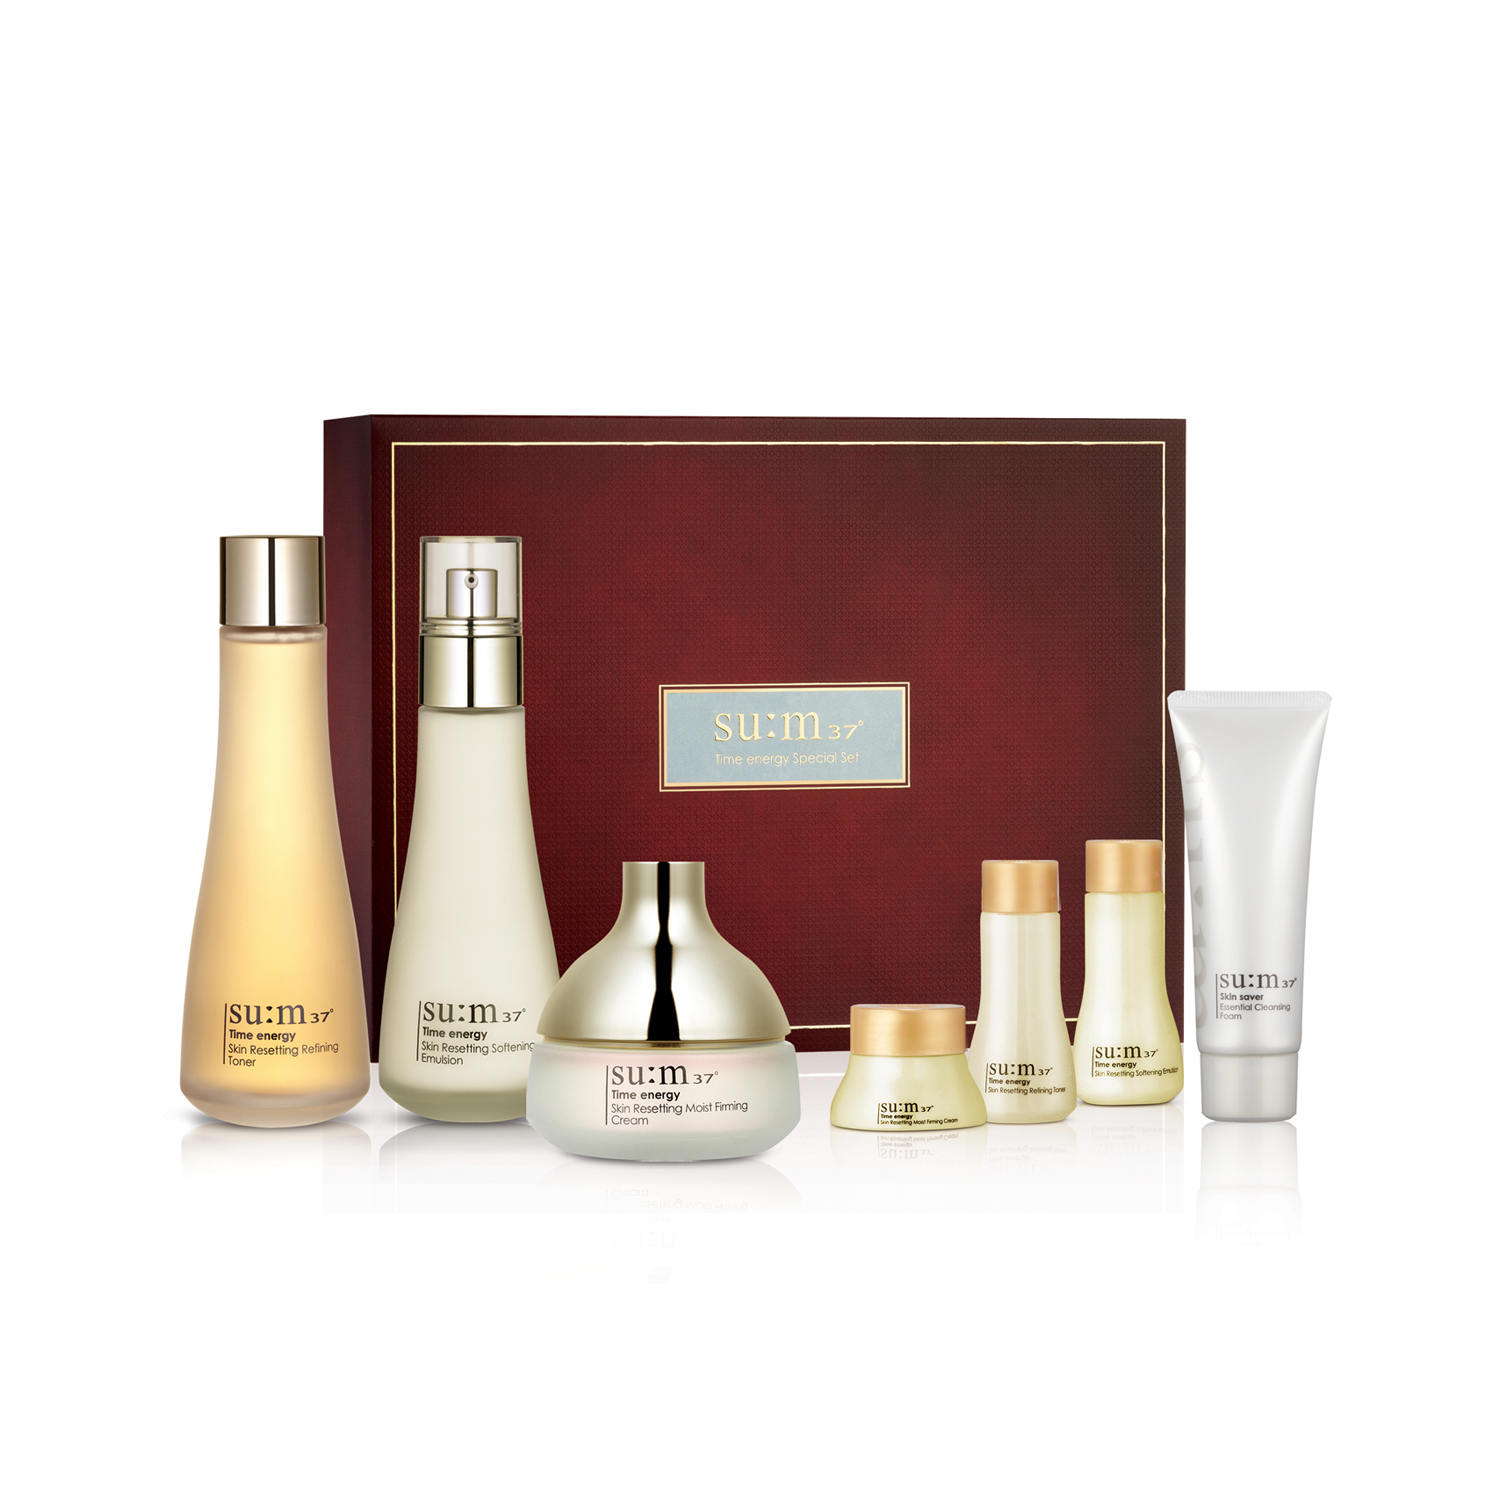 su:m37°
Time energy Special Set
su:m37°
Time energy
Skin Resetting Refining
Toner
su:m37°
Time energy
Skin Resetting Softening
Emulsion
su:m37°
Time energy
Skin Resetting Moist Firming
Cream
su:m37°
Time energy
Skin Resetting Moist Firming Cream
su:m37°
Time energy
Skin Resetting Refining Toner
su:m37°
Time energy
Skin Resetting Softening Emulsion
su:m37°
Skin saver
Essential Cleansing
Foam